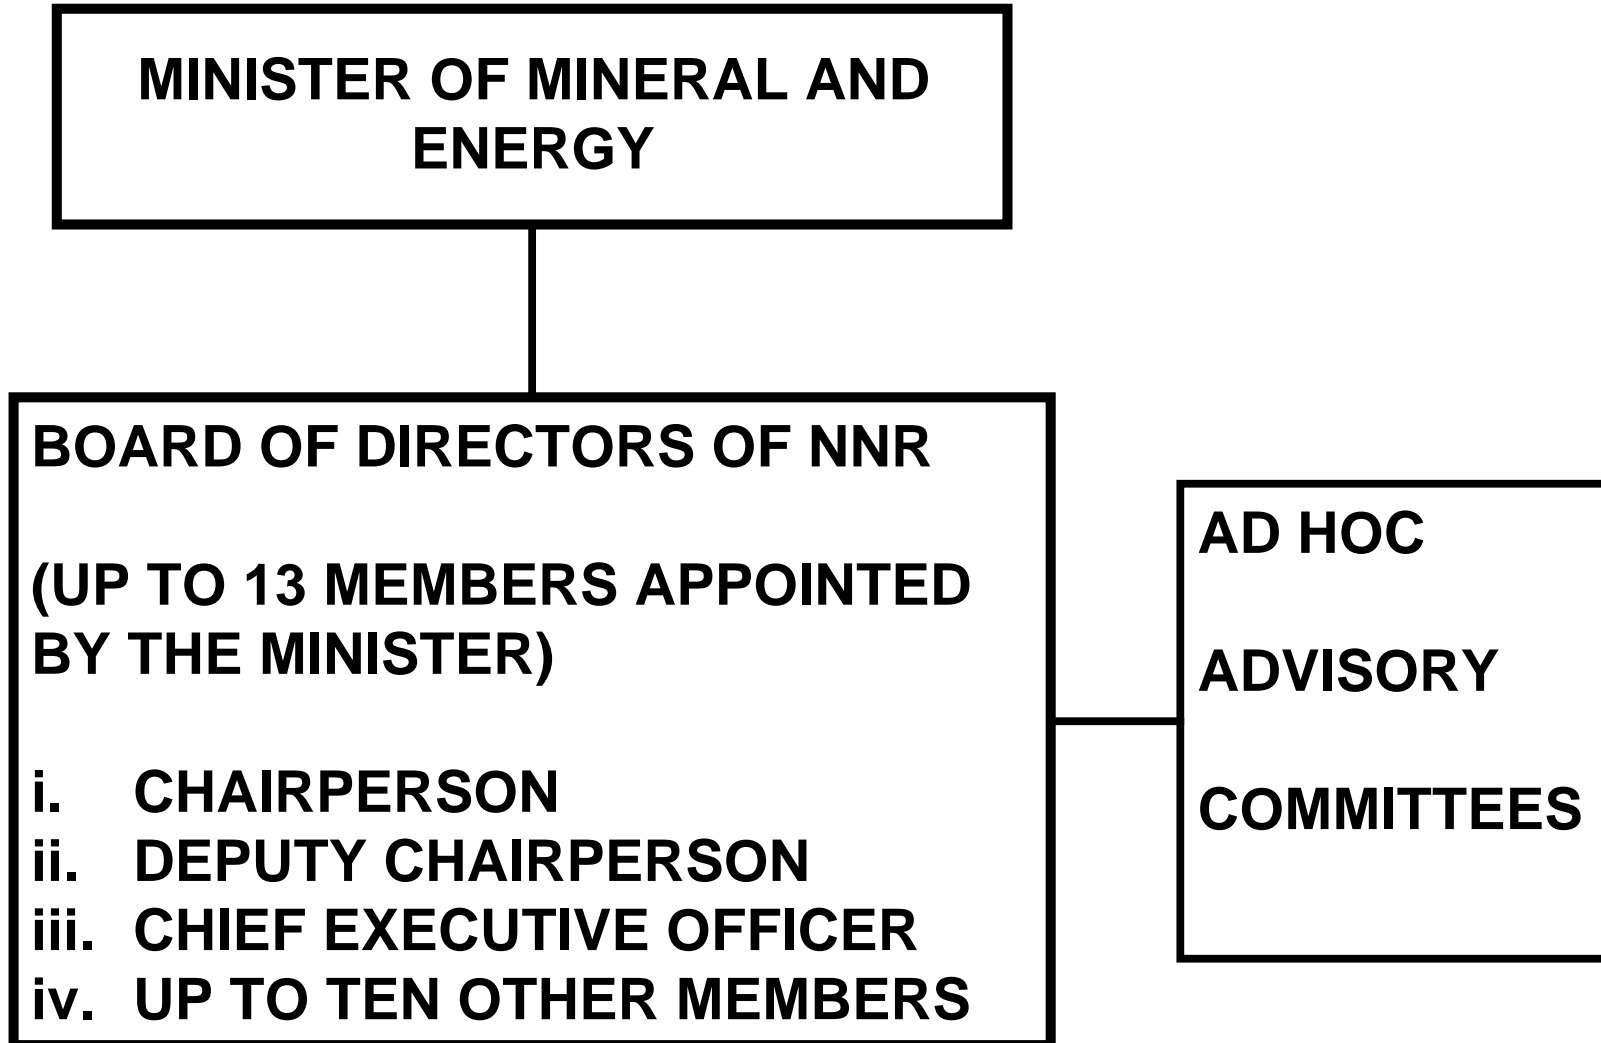 MINISTER OF MINERAL AND
ENERGY
BOARD OF DIRECTORS OF NNR
(UP TO 13 MEMBERS APPOINTED
BY THE MINISTER)
i. CHAIRPERSON
ii. DEPUTY CHAIRPERSON
iii. CHIEF EXECUTIVE OFFICER
iv. UP TO TEN OTHER MEMBERS
AD HOC
ADVISORY
COMMITTEES